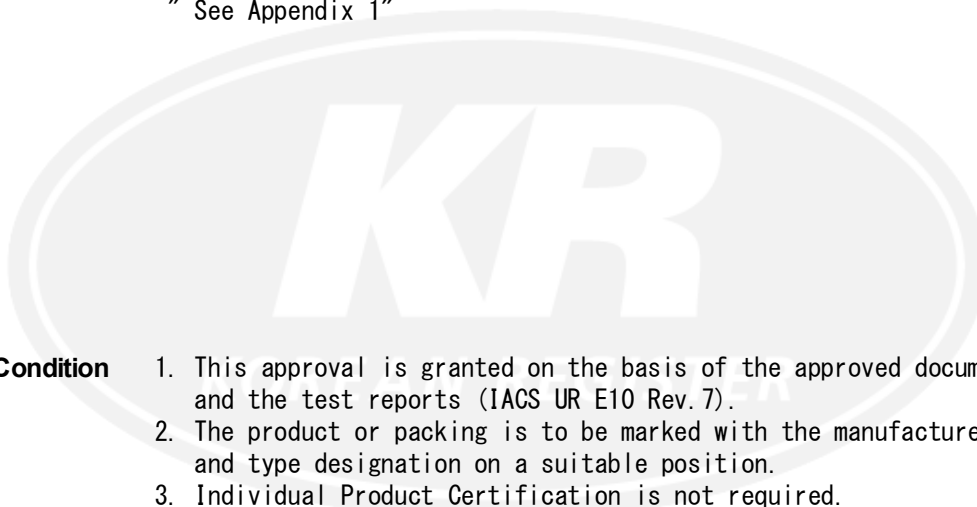 " See Appendix 1"
KR
KOREAN REGISTER
Condition 1. This approval is granted on the basis of the approved
and the test reports (IACS UR E10 Rev.7).
2. The product or packing is to be marked with the
and type designation on a suitable position.
3. Individual Product Certification is not required.